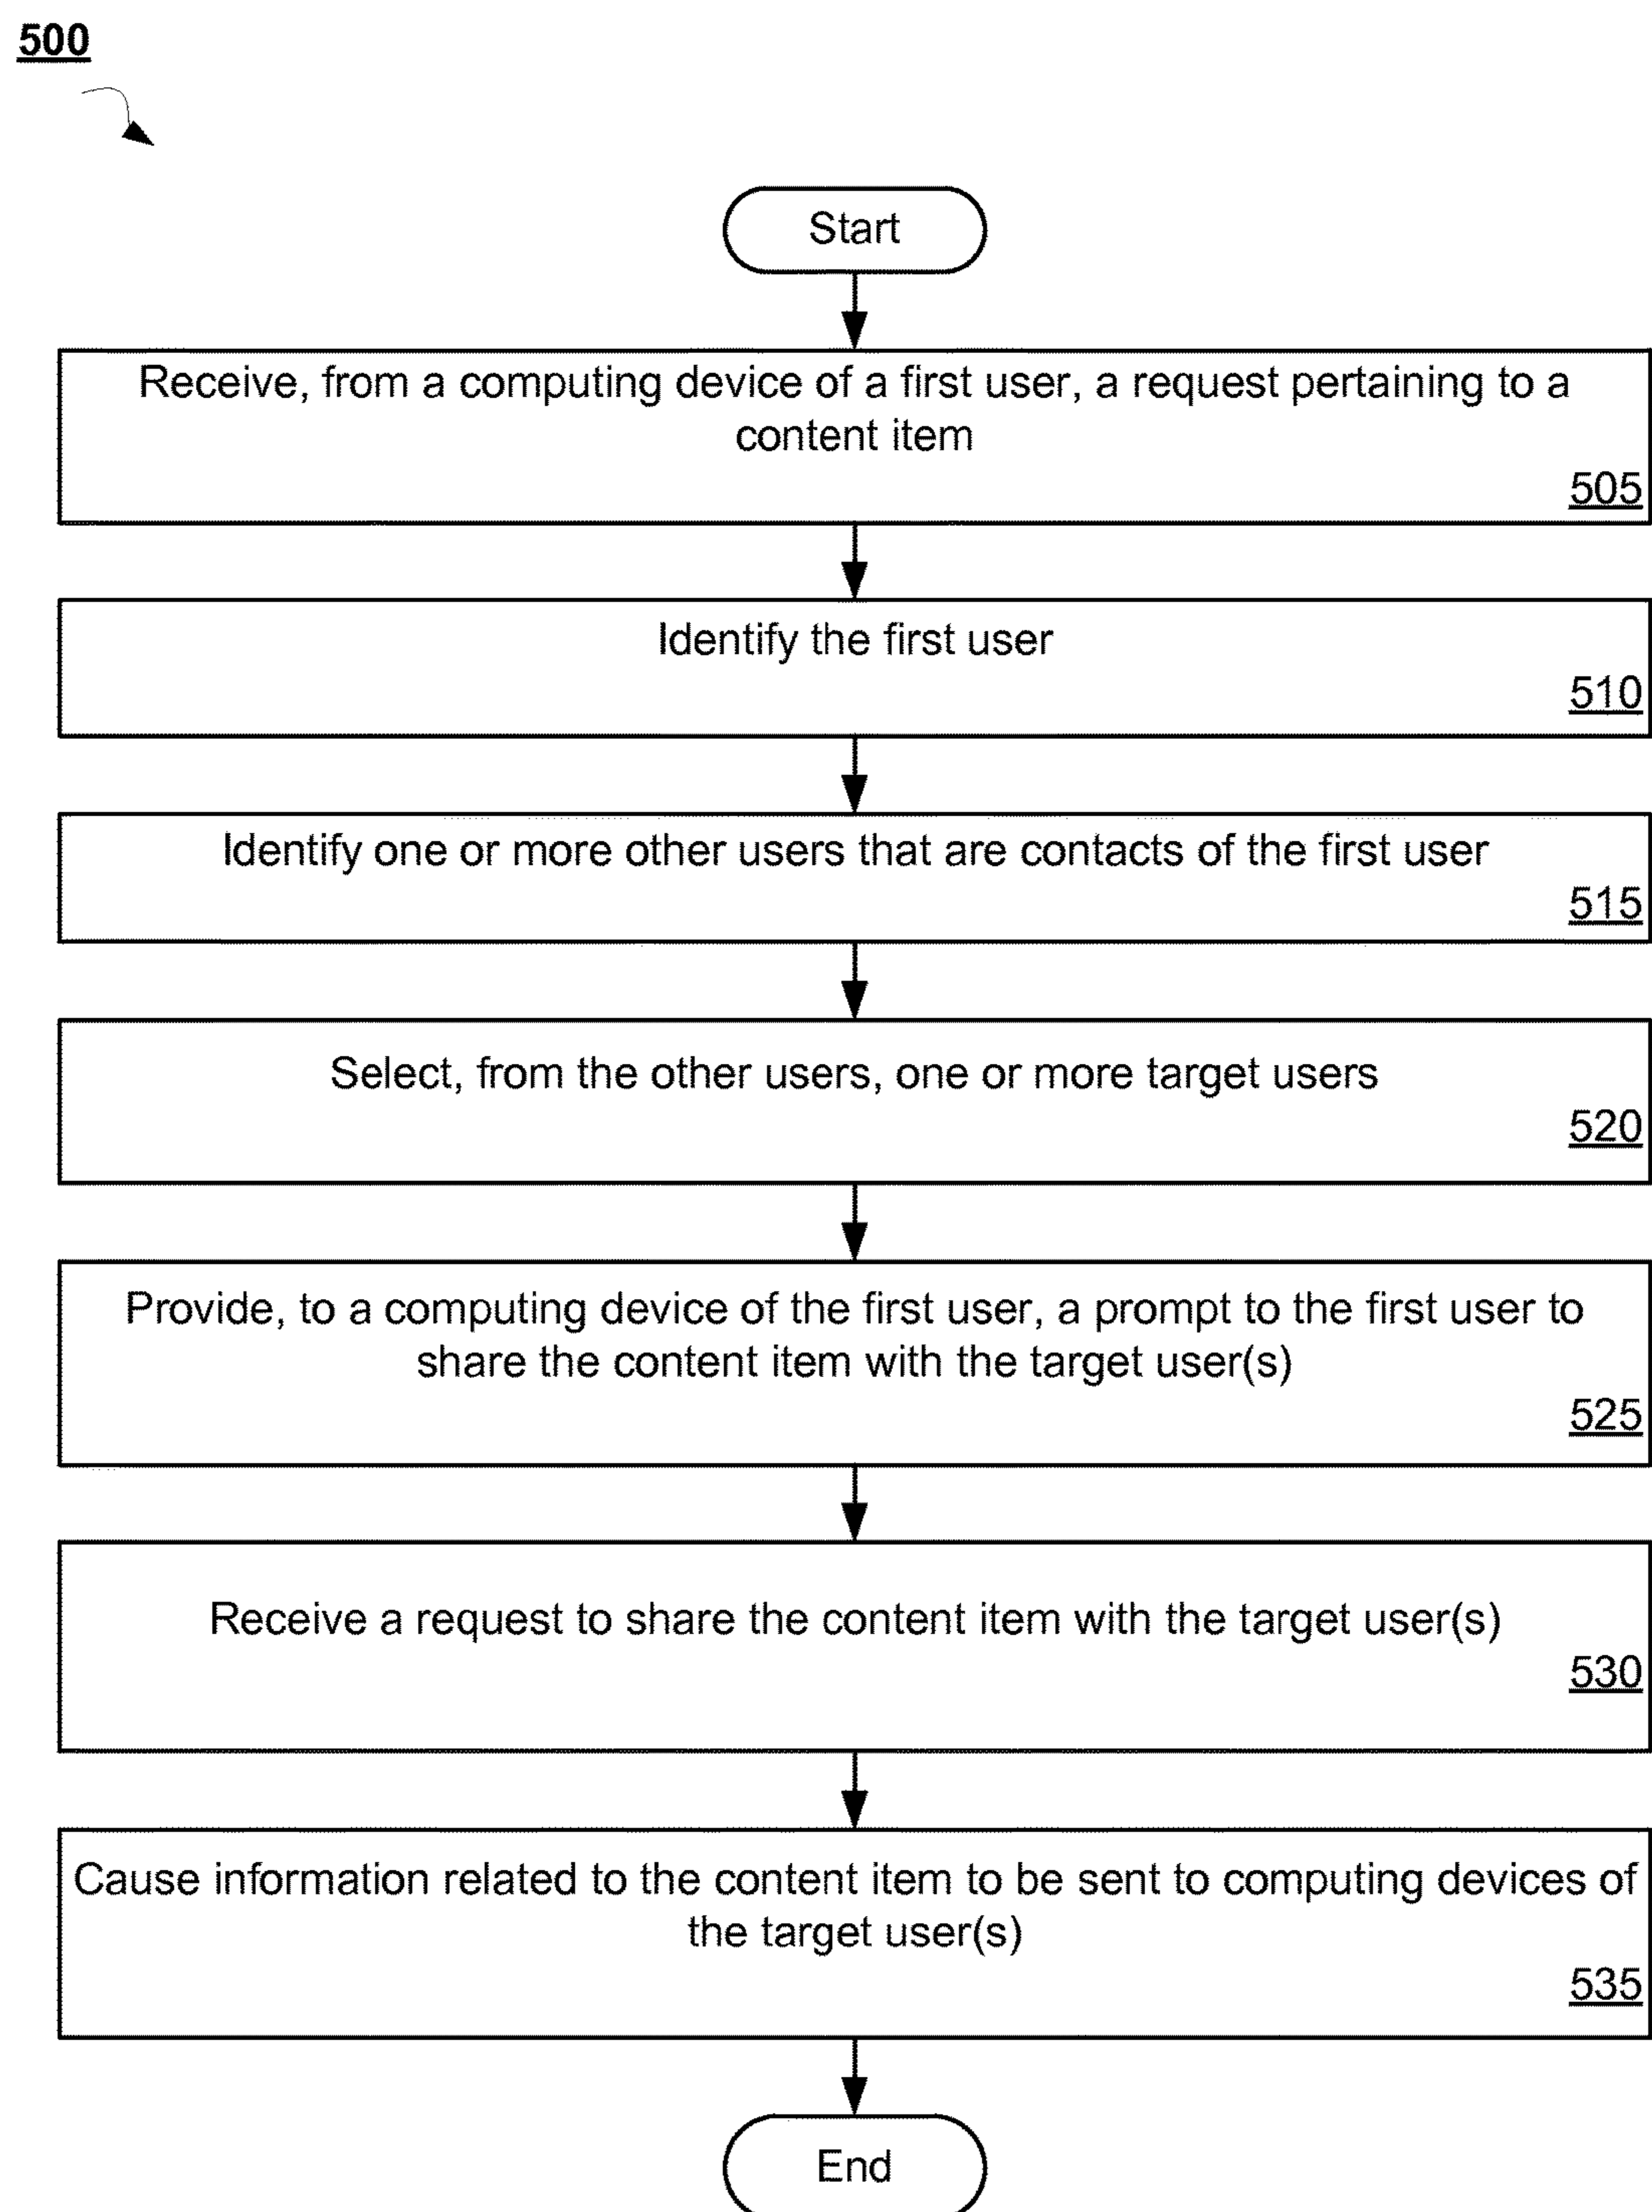 500
Start
Receive, from a computing device of a first user, a request pertaining to a
content item
505
Identify the first user
510
Identify one or more other users that are contacts of the first user
515
Select, from the other users, one or more target users
520
Provide, to a computing device of the first user, a prompt to the first user to
share the content item with the target user(s)
525
Receive a request to share the content item with the target user(s)
530
Cause information related to the content item to be sent to computing devices of
the target user(s)
535
End